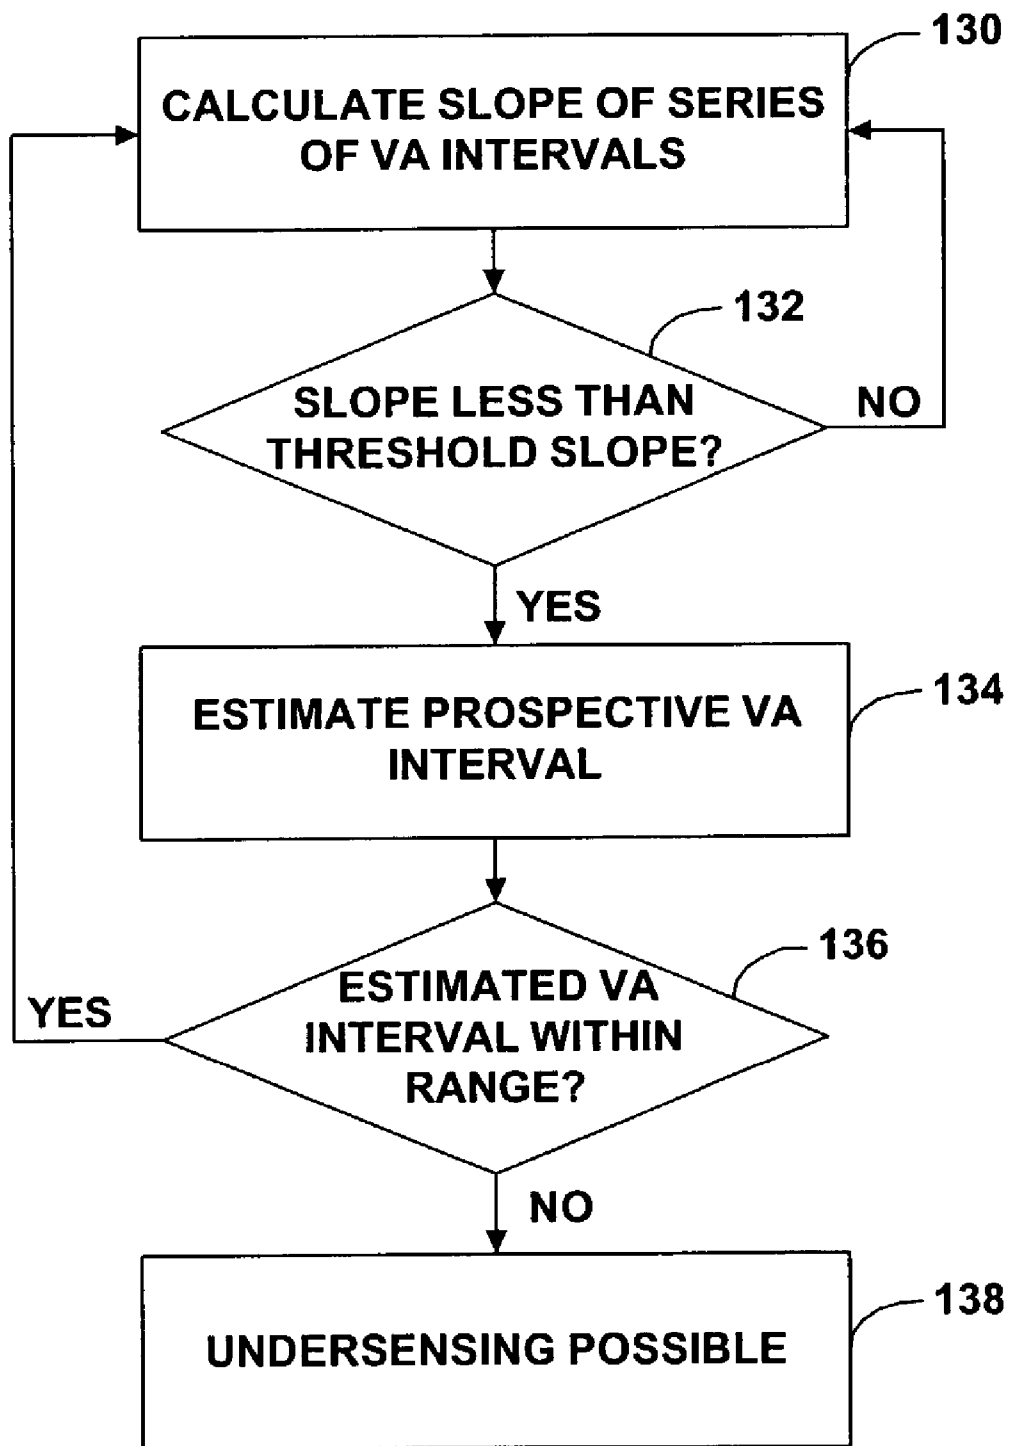 130
CALCULATE SLOPE OF SERIES
OF VA INTERVALS
132
SLOPE LESS THAN
THRESHOLD SLOPE?
NO
YES
134
ESTIMATE PROSPECTIVE VA
INTERVAL
136
ESTIMATED VA
INTERVAL WITHIN
RANGE?
YES
NO
138
UNDERSENSING POSSIBLE